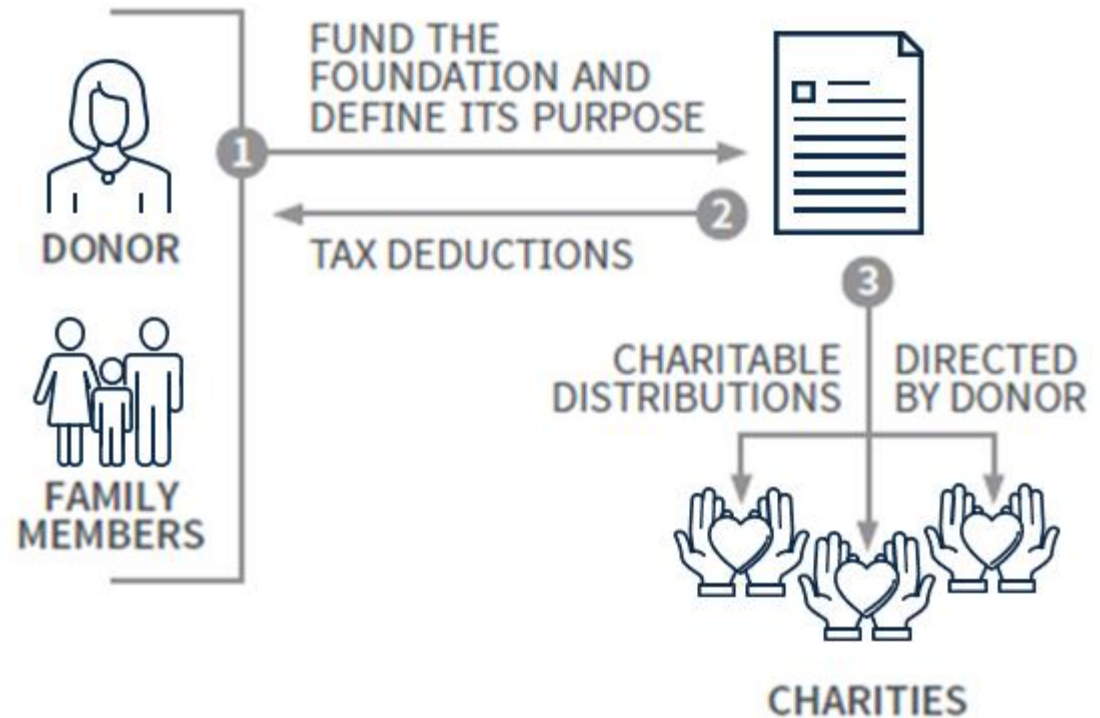 FUND THE
FOUNDATION AND
DEFINE ITS PURPOSE
1
2
DONOR
TAX DEDUCTIONS
3
CHARITABLE
DISTRIBUTIONS
DIRECTED
BY DONOR
FAMILY
MEMBERS
CHARITIES